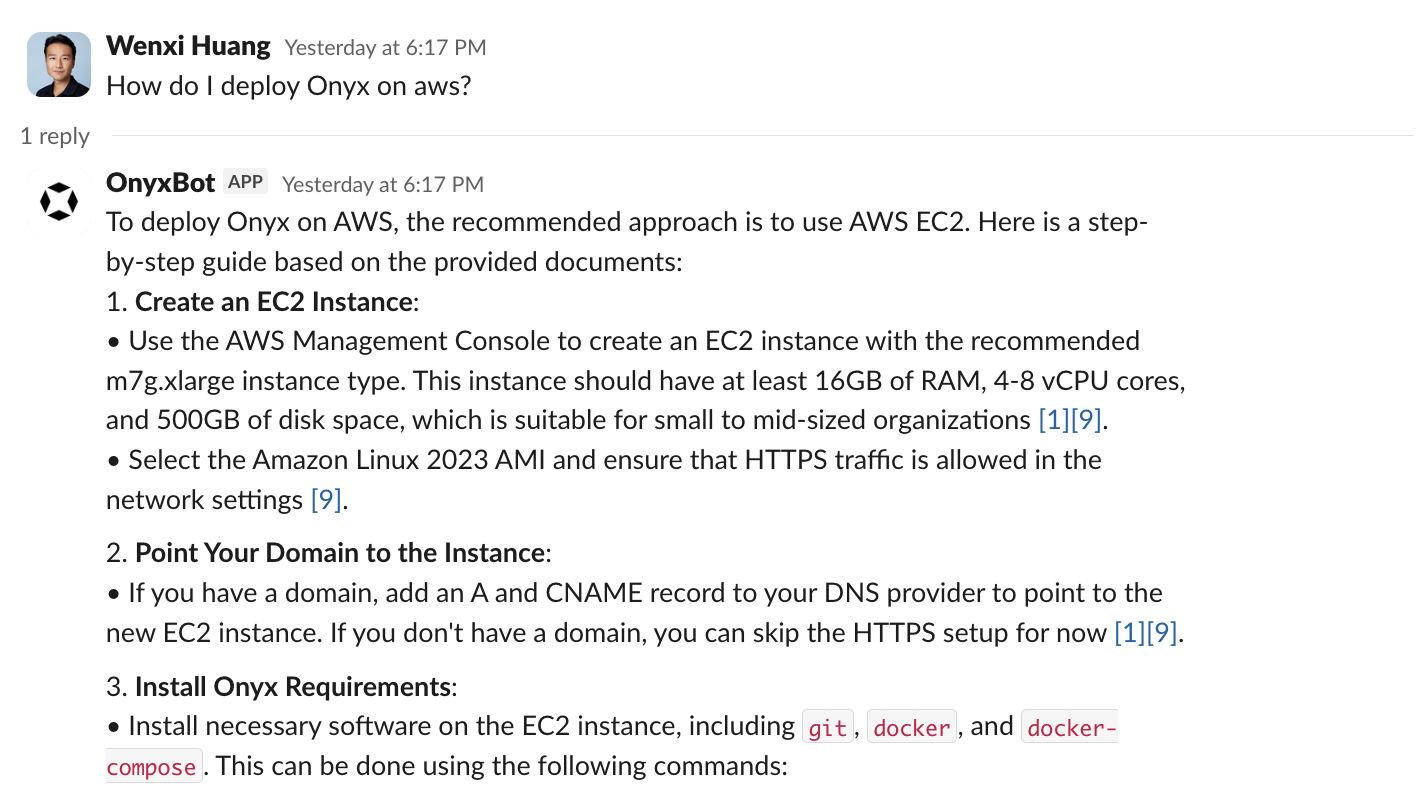 Wenxi Huang Yesterday at 6:17 PM
How do I deploy Onyx on aws?
1 reply
OnyxBot APP Yesterday at 6:17 PM
To deploy Onyx on AWS, the recommended approach is to use AWS EC2. Here is a step-
by-step guide based on the provided documents:
1. Create an EC2 Instance:
• Use the AWS Management Console to create an EC2 instance with the recommended
m7g.xlarge instance type. This instance should have at least 16GB of RAM, 4-8 vCPU cores,
and 500GB of disk space, which is suitable for small to mid-sized organizations [1][9].
• Select the Amazon Linux 2023 AMI and ensure that HTTPS traffic is allowed in the
network settings [9].
2. Point Your Domain to the Instance:
• If you have a domain, add an A and CNAME record to your DNS provider to point to the
new EC2 instance. If you don't have a domain, you can skip the HTTPS setup for now [1][9].
3. Install Onyx Requirements:
• Install necessary software on the EC2 instance, including git, docker, and docker-
compose. This can be done using the following commands: